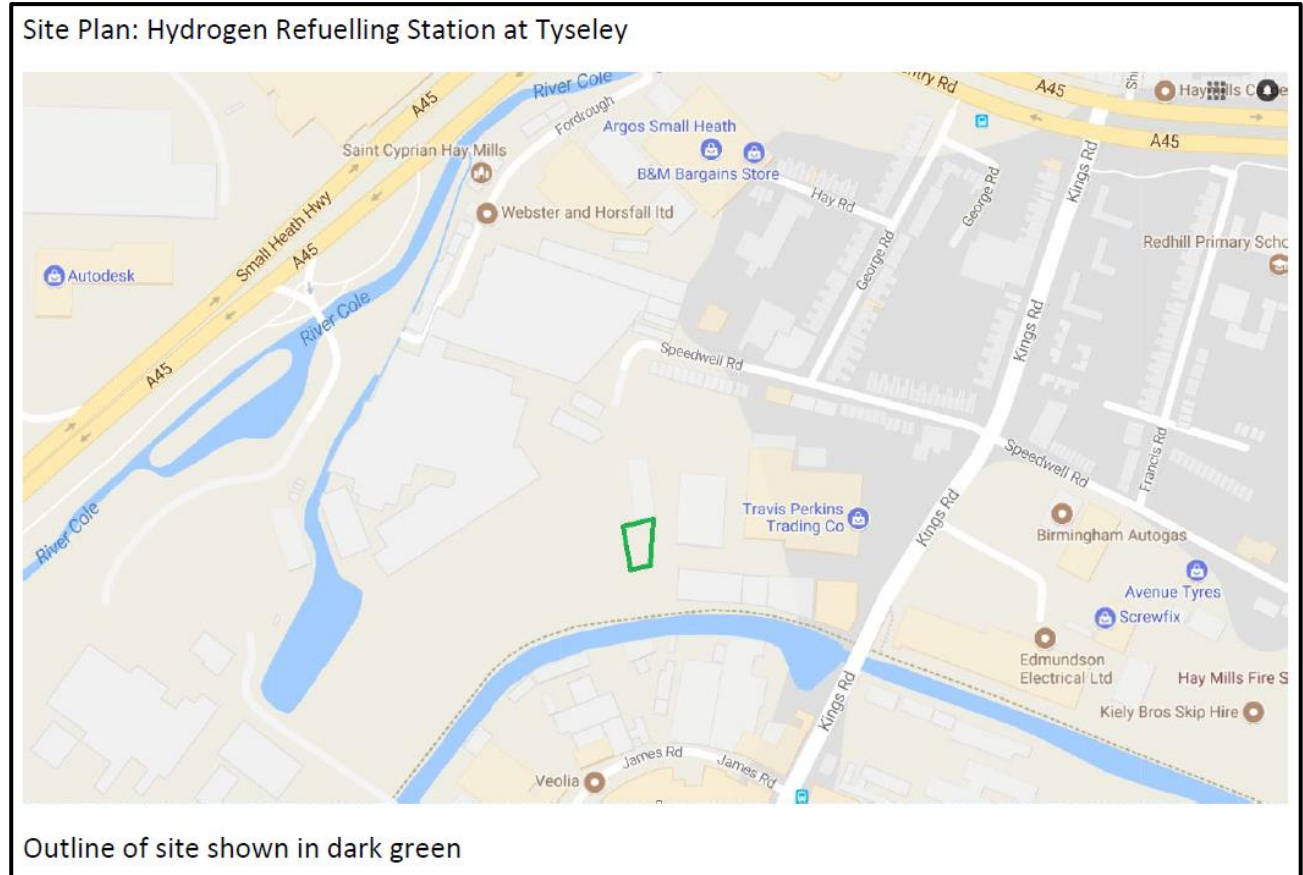 Site Plan: Hydrogen Refuelling Station at Tyseley
River Cole
ntry Rd
A45
A45
Fordrough
Argos Small Heath
A45
Saint Cyprian Hay Mills
B&M Bargains Store
Hay Rd
George Rd
Kings Rd
Webster and Horsfall ltd
Small Heath Hwy
George Rd
Redhill Primary Scho
Autodesk
A45
River Cole
Kings Rd
Speedwell Rd
A45
Speedwell Rd
Francis Rd
Travis Perkins
Trading Co
Kings Rd
Birmingham Autogas
River Cole
Avenue Tyres
Screwfix
Edmundson
Electrical Ltd
Hay Mills Fire S
Kings Rd
Kiely Bros Skip Hire
James Rd
James Rd
Veolia
Outline of site shown in dark green